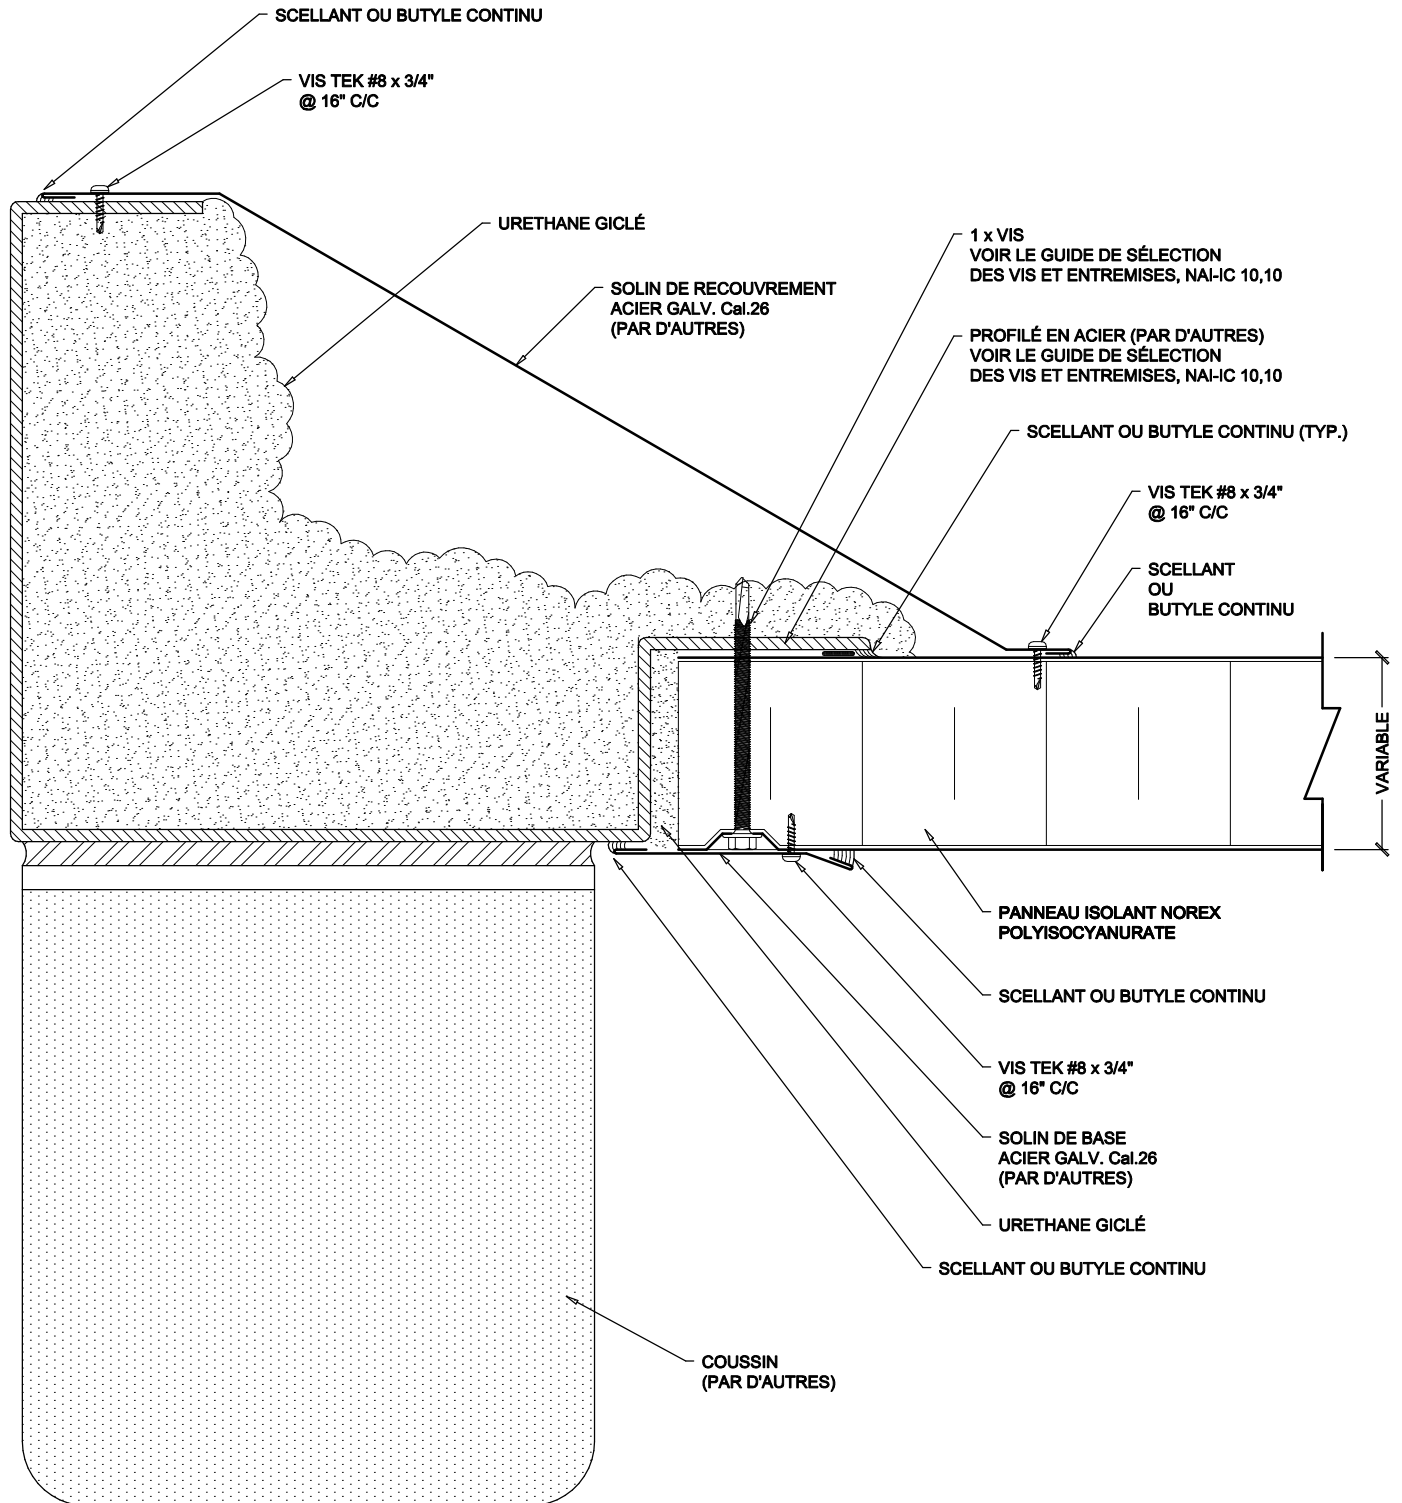 SCELLANT OU BUTYLE CONTINU
VIS TEK #8 x 3/4"
@ 16" C/C
URETHANE GICLÉ
1 x VIS
VOIR LE GUIDE DE SÉLECTION
DES VIS ET ENTREMISES, NAI-IC 10,10
SOLIN DE RECOUVREMENT
ACIER GALV. Cal.26
(PAR D'AUTRES)
PROFILÉ EN ACIER (PAR D'AUTRES)
VOIR LE GUIDE DE SÉLECTION
DES VIS ET ENTREMISES, NAI-IC 10,10
SCELLANT OU BUTYLE CONTINU (TYP.)
VIS TEK #8 x 3/4"
@ 16" C/C
SCELLANT
OU
BUTYLE CONTINU
VARIABLE
PANNEAU ISOLANT NOREX
POLYISOCYANURATE
SCELLANT OU BUTYLE CONTINU
VIS TEK #8 x 3/4"
@ 16" C/C
SOLIN DE BASE
ACIER GALV. Cal.26
(PAR D'AUTRES)
URETHANE GICLÉ
SCELLANT OU BUTYLE CONTINU
COUSSIN
(PAR D'AUTRES)